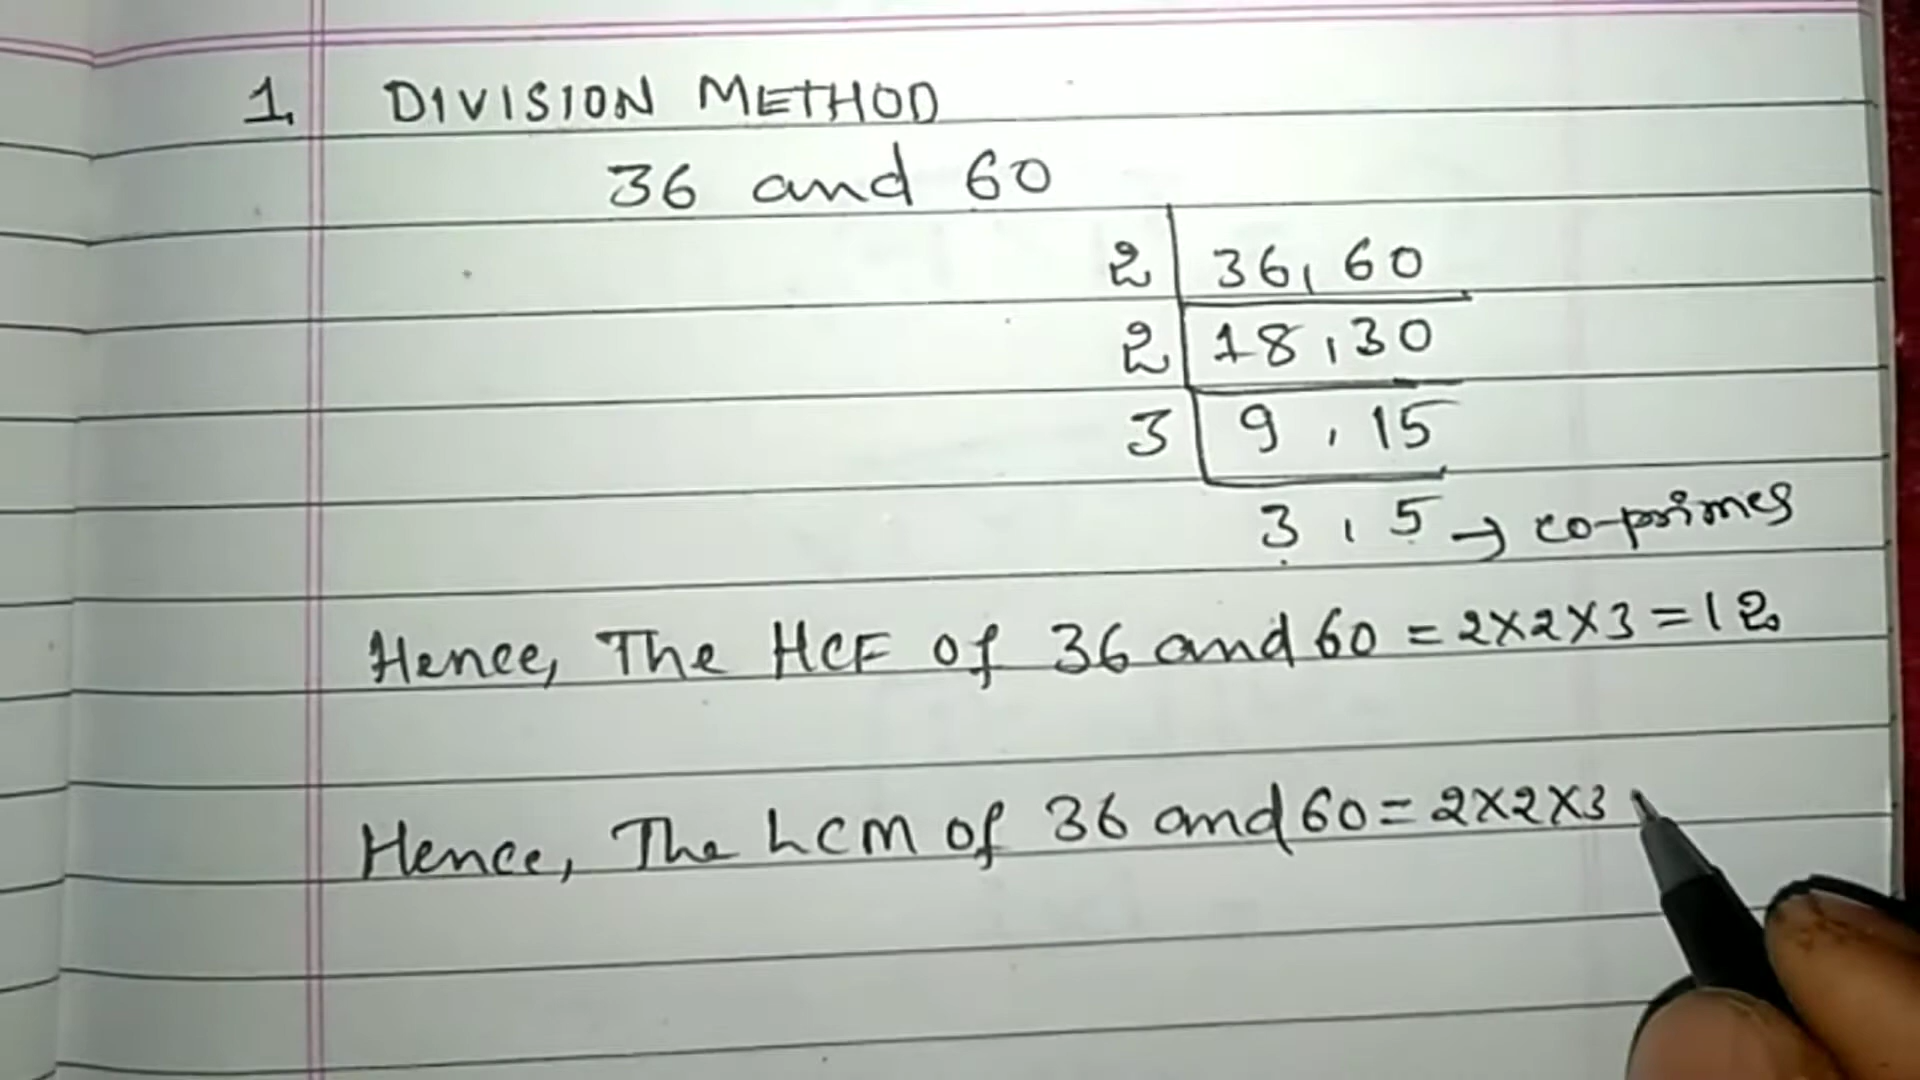 1. DIVISION METHOD
36 and 60
2 | 36, 60
2 | 18, 30
3 | 9, 15
3, 5 → co-primes
Hence, The HCF of 36 and 60 = 2×2×3 = 12
Hence, The LCM of 36 and 60 = 2×2×3